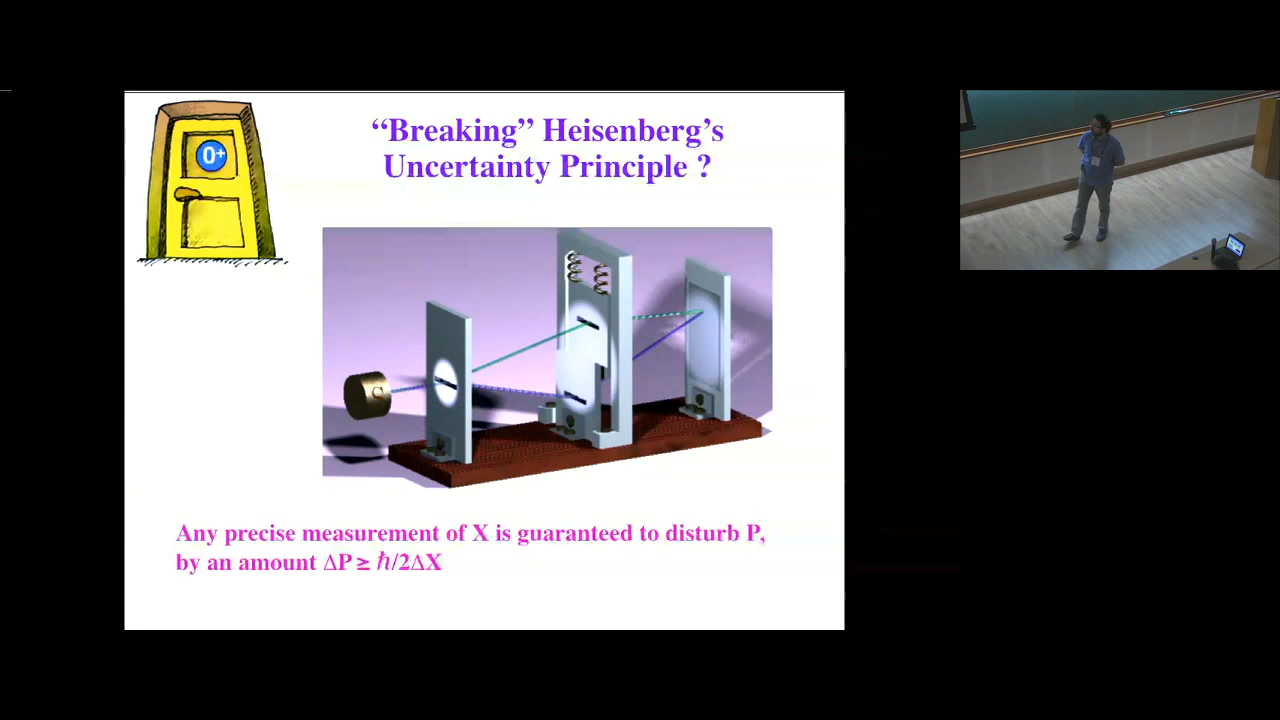 0+
“Breaking” Heisenberg’s
Uncertainty Principle ?
S
Any precise measurement of X is guaranteed to disturb P,
by an amount ΔP ≥ ℏ/2ΔX